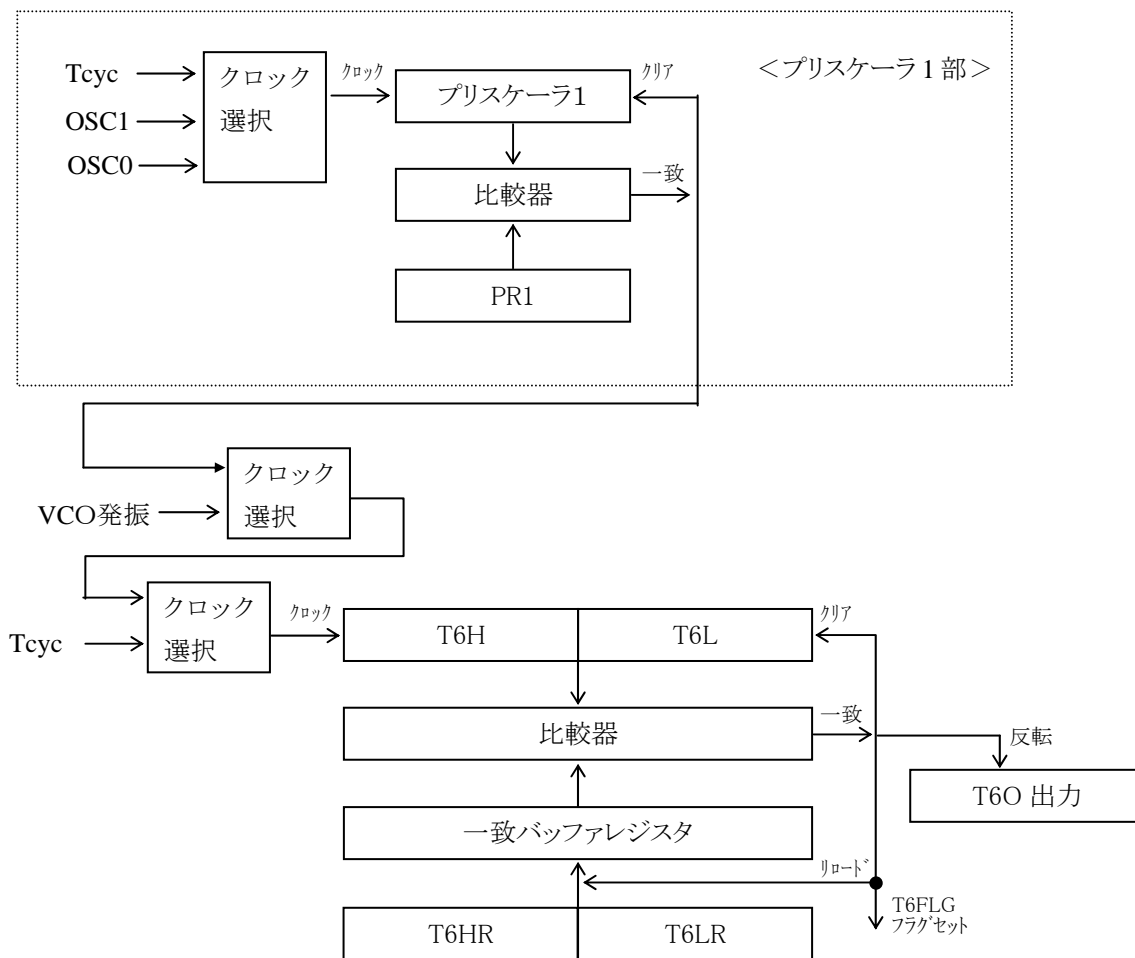 Tcyc
OSC1
OSC0
クロック
選択
クロック
プリスケーラ1
クリア
<プリスケーラ1部>
比較器
一致
PR1
クロック
選択
VCO発振
クロック
選択
Tcyc
クロック
T6H
T6L
クリア
比較器
一致
反転
T6O 出力
一致バッファレジスタ
リロード
T6FLG
フラグセット
T6HR
T6LR